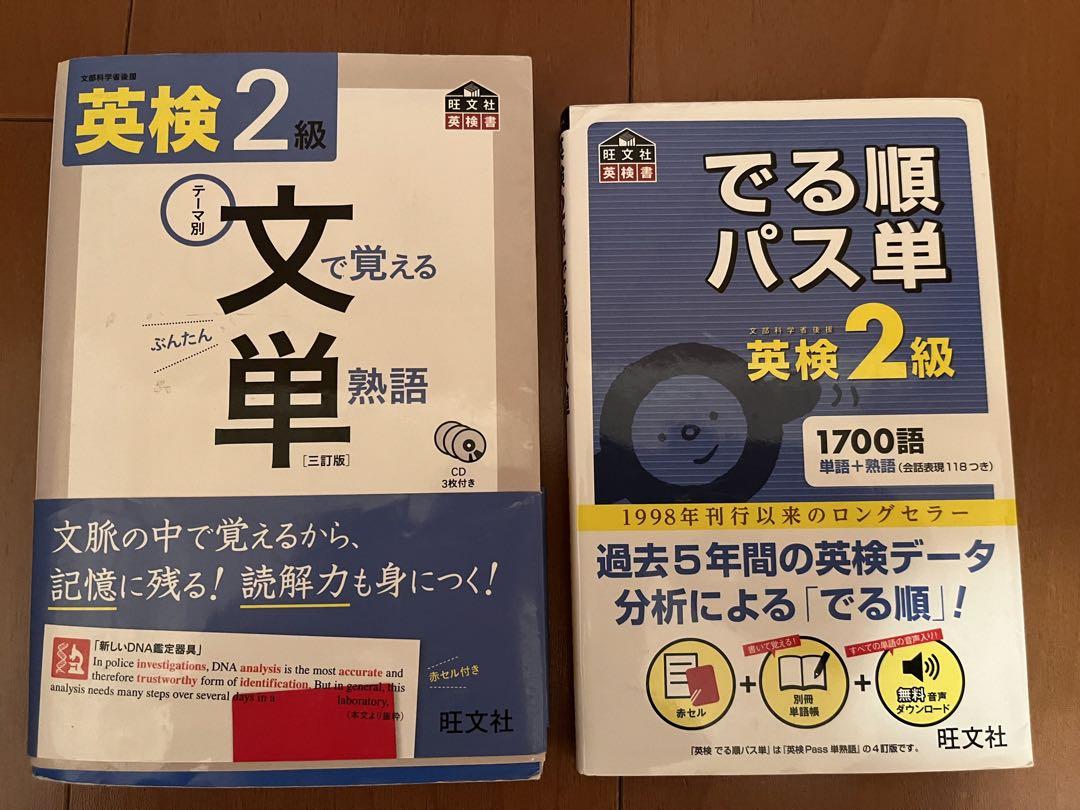 文部科学省後援
英検2級
旺文社
英検書
テーマ別
文で覚える
ぶんたん
単熟語
[三訂版]
CD
3枚付き
文脈の中で覚えるから、
記憶に残る! 読解力も身につく!
「新しいDNA鑑定器具」
In police investigations, DNA analysis is the most accurate and
therefore trustworthy form of identification. But in general, this
analysis needs many steps over several days in a laboratory.
(本文より抜粋)
赤セル付き
旺文社
旺文社
英検書
でる順
パス単
文部科学省後援
英検2級
1700語
単語+熟語(会話表現118つき)
1998年刊行以来のロングセラー
過去5年間の英検データ
分析による「でる順」!
赤セル
+
書いて覚える!
別冊
単語帳
+
すべての単語の音声入り!
無料音声
ダウンロード
「英検 でる順パス単」は『英検Pass単熟語』の4訂版です。
旺文社